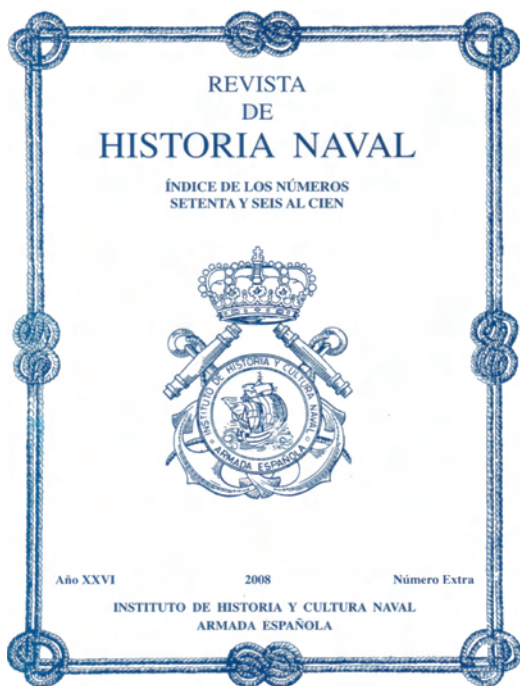 REVISTA
DE
HISTORIA NAVAL
ÍNDICE DE LOS NÚMEROS
SETENTA Y SEIS AL CIEN
INSTITUTO DE HISTORIA Y CULTURA NAVAL
ARMADA ESPAÑOLA
Año XXVI 2008 Número Extra
INSTITUTO DE HISTORIA Y CULTURA NAVAL
ARMADA ESPAÑOLA